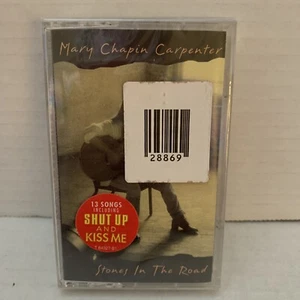 Mary Chapin Carpenter
28869
13 SONGS
INCLUDING
SHUT UP
AND
KISS ME
Stones In The Road